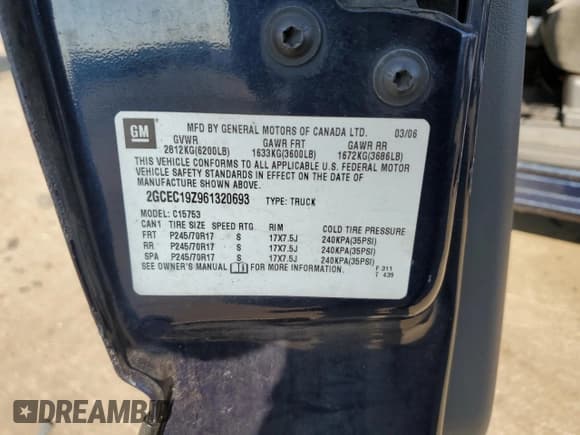 GM
MFD BY GENERAL MOTORS OF CANADA LTD. 03/06
GVWR GAWR FRT GAWR RR
2812KG(6200LB) 1633KG(3600LB) 1672KG(3686LB)
THIS VEHICLE CONFORMS TO ALL APPLICABLE U.S. FEDERAL MOTOR
VEHICLE SAFETY STANDARDS IN EFFECT ON THE DATE OF
MANUFACTURE SHOWN ABOVE.
2GCEC19Z961320693 TYPE: TRUCK
MODEL: C15753
CAN1 TIRE SIZE SPEED RTG RIM COLD TIRE PRESSURE
FRT P245/70R17 S 17X7.5J 240KPA(35PSI)
RR P245/70R17 S 17X7.5J 240KPA(35PSI)
SPA P245/70R17 S 17X7.5J 240KPA(35PSI)
SEE OWNER'S MANUAL FOR MORE INFORMATION. F 311
T 439
DREAMBID